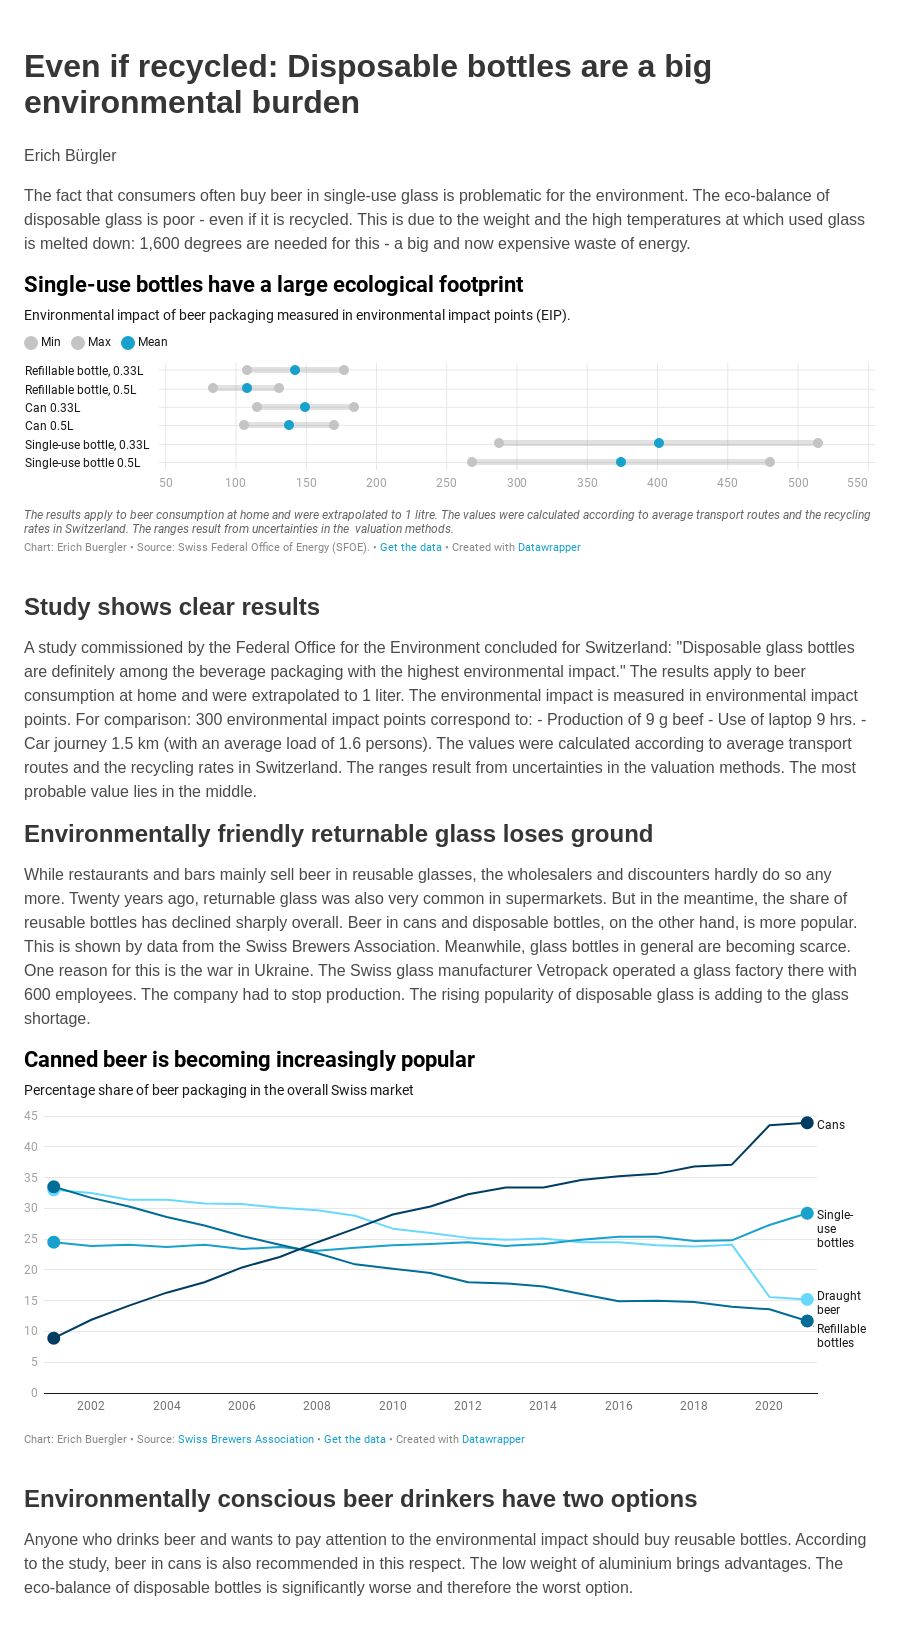 Even if recycled: Disposable bottles are a big
environmental burden
Erich Bürgler
The fact that consumers often buy beer in single-use glass is problematic for the environment. The eco-balance of
disposable glass is poor - even if it is recycled. This is due to the weight and the high temperatures at which used glass
is melted down: 1,600 degrees are needed for this - a big and now expensive waste of energy.
Single-use bottles have a large ecological footprint
Environmental impact of beer packaging measured in environmental impact points (EIP).
Min Max Mean
Refillable bottle, 0.33L
Refillable bottle, 0.5L
Can 0.33L
Can 0.5L
Single-use bottle, 0.33L
Single-use bottle 0.5L
50 100 150 200 250 300 350 400 450 500 550
The results apply to beer consumption at home and were extrapolated to 1 litre. The values were calculated according to average transport routes and the recycling
rates in Switzerland. The ranges result from uncertainties in the valuation methods.
Chart: Erich Buergler • Source: Swiss Federal Office of Energy (SFOE). • Get the data • Created with Datawrapper
Study shows clear results
A study commissioned by the Federal Office for the Environment concluded for Switzerland: "Disposable glass bottles
are definitely among the beverage packaging with the highest environmental impact." The results apply to beer
consumption at home and were extrapolated to 1 liter. The environmental impact is measured in environmental impact
points. For comparison: 300 environmental impact points correspond to: - Production of 9 g beef - Use of laptop 9 hrs. -
Car journey 1.5 km (with an average load of 1.6 persons). The values were calculated according to average transport
routes and the recycling rates in Switzerland. The ranges result from uncertainties in the valuation methods. The most
probable value lies in the middle.
Environmentally friendly returnable glass loses ground
While restaurants and bars mainly sell beer in reusable glasses, the wholesalers and discounters hardly do so any
more. Twenty years ago, returnable glass was also very common in supermarkets. But in the meantime, the share of
reusable bottles has declined sharply overall. Beer in cans and disposable bottles, on the other hand, is more popular.
This is shown by data from the Swiss Brewers Association. Meanwhile, glass bottles in general are becoming scarce.
One reason for this is the war in Ukraine. The Swiss glass manufacturer Vetropack operated a glass factory there with
600 employees. The company had to stop production. The rising popularity of disposable glass is adding to the glass
shortage.
Canned beer is becoming increasingly popular
Percentage share of beer packaging in the overall Swiss market
45
40
35
30
25
20
15
10
5
0
Cans
Single-
use
bottles
Draught
beer
Refillable
bottles
2002 2004 2006 2008 2010 2012 2014 2016 2018 2020
Chart: Erich Buergler • Source: Swiss Brewers Association • Get the data • Created with Datawrapper
Environmentally conscious beer drinkers have two options
Anyone who drinks beer and wants to pay attention to the environmental impact should buy reusable bottles. According
to the study, beer in cans is also recommended in this respect. The low weight of aluminium brings advantages. The
eco-balance of disposable bottles is significantly worse and therefore the worst option.